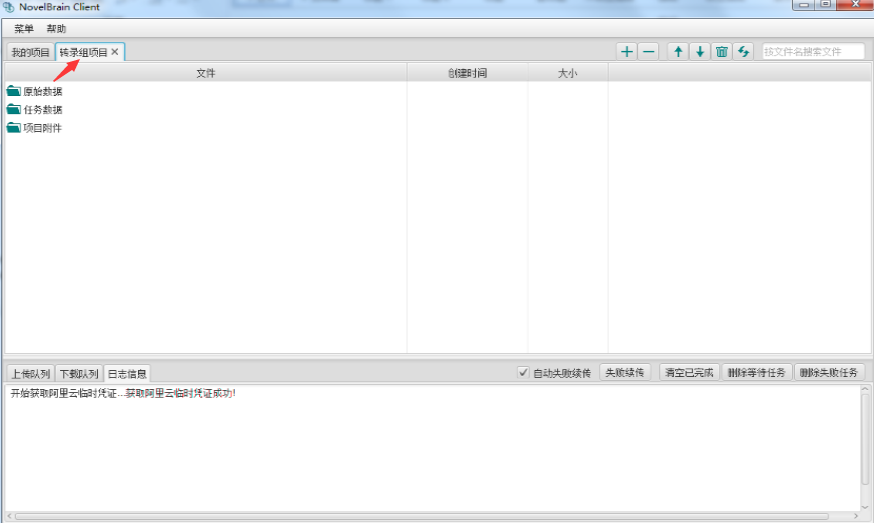 NovelBrain Client
菜单 帮助
我的项目 转录组项目 按文件名搜索文件
文件 创建时间 大小
原始数据
任务数据
项目附件
上传队列 下载队列 日志信息 自动失败续传 失败续传 清空已完成 删除等待任务 删除失败任务
开始获取阿里云临时凭证...获取阿里云临时凭证成功!